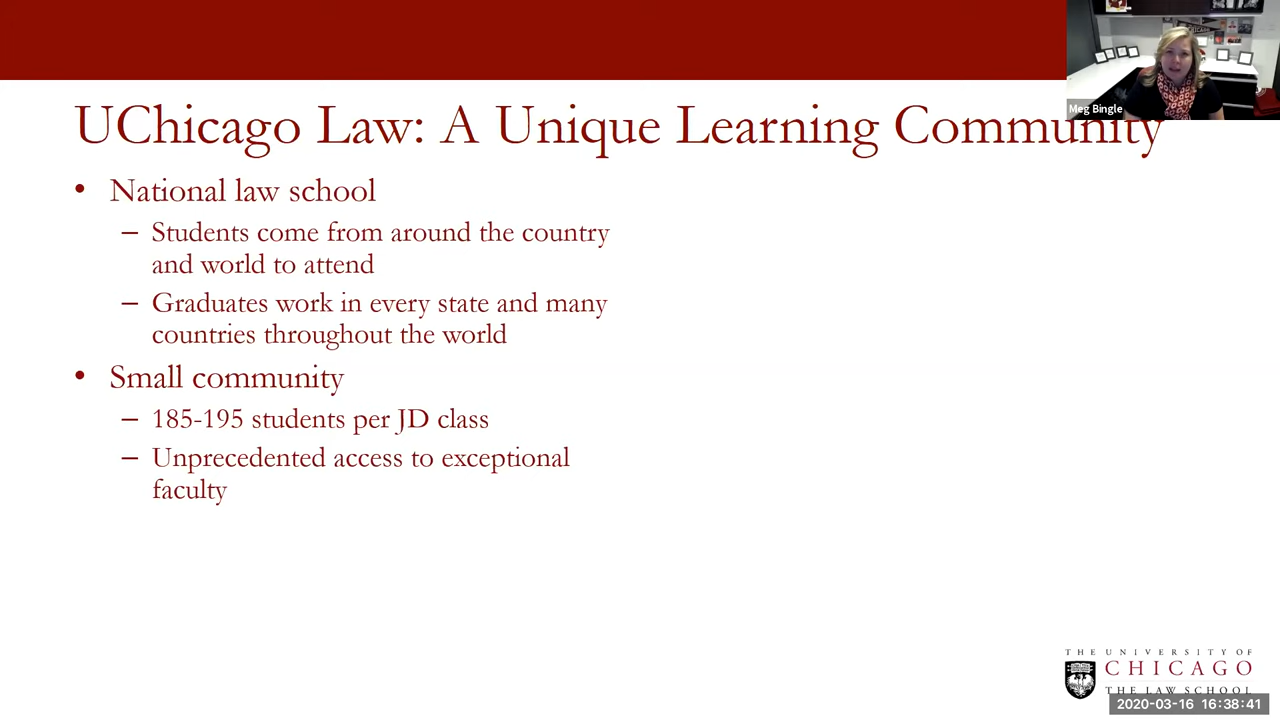 Meg Bingle
UChicago Law: A Unique Learning Community
• National law school
– Students come from around the country
and world to attend
– Graduates work in every state and many
countries throughout the world
• Small community
– 185-195 students per JD class
– Unprecedented access to exceptional
faculty
THE UNIVERSITY OF
CHICAGO
THE LAW SCHOOL
2020-03-16 16:38:41